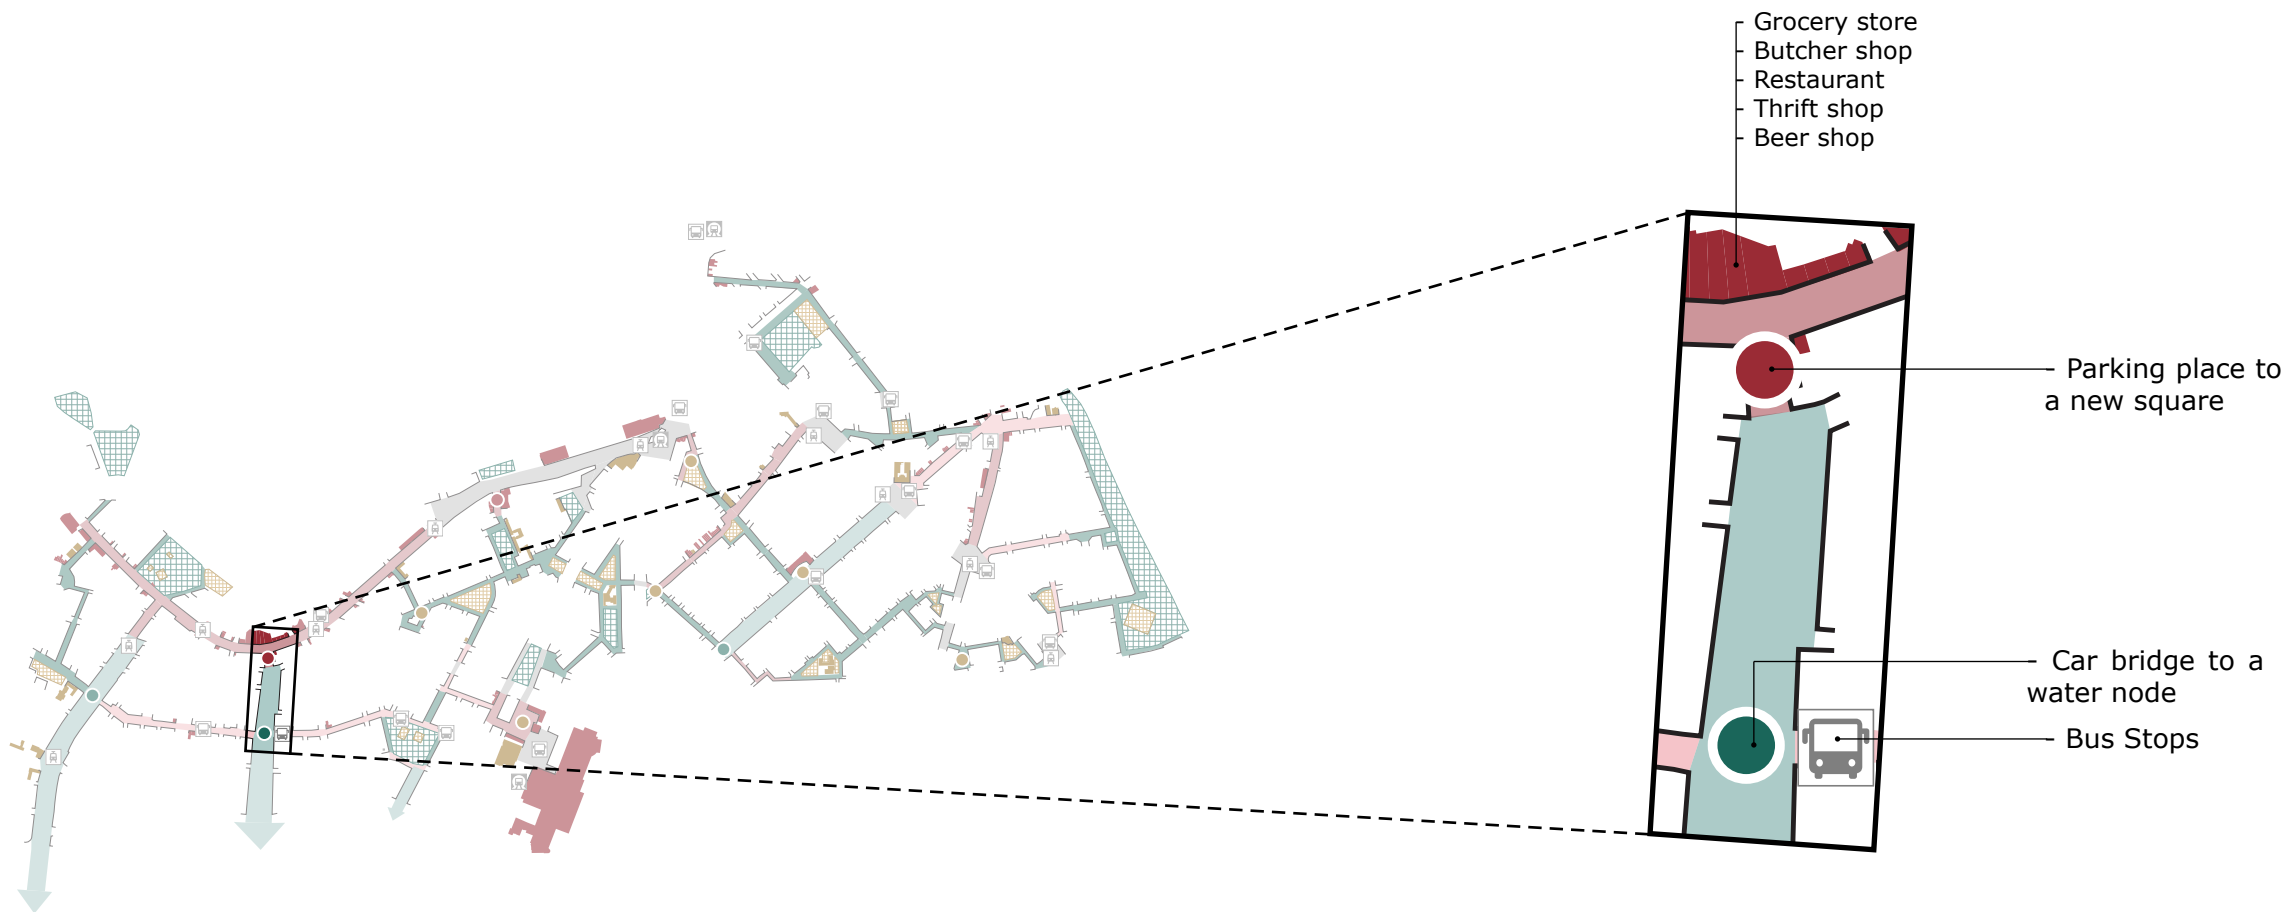 Grocery store
Butcher shop
Restaurant
Thrift shop
Beer shop
Parking place to
a new square
Car bridge to a
water node
Bus Stops